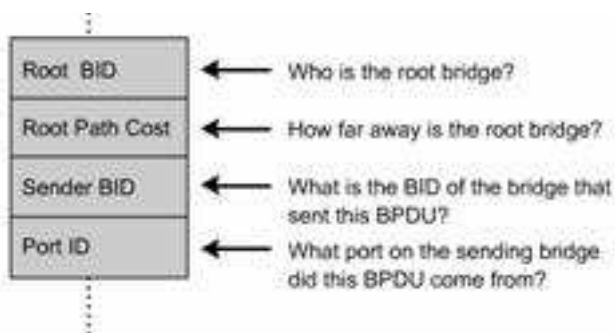 Root BID
Who is the root bridge?
Root Path Cost
How far away is the root bridge?
Sender BID
What is the BID of the bridge that
sent this BPDU?
Port ID
What port on the sending bridge
did this BPDU come from?